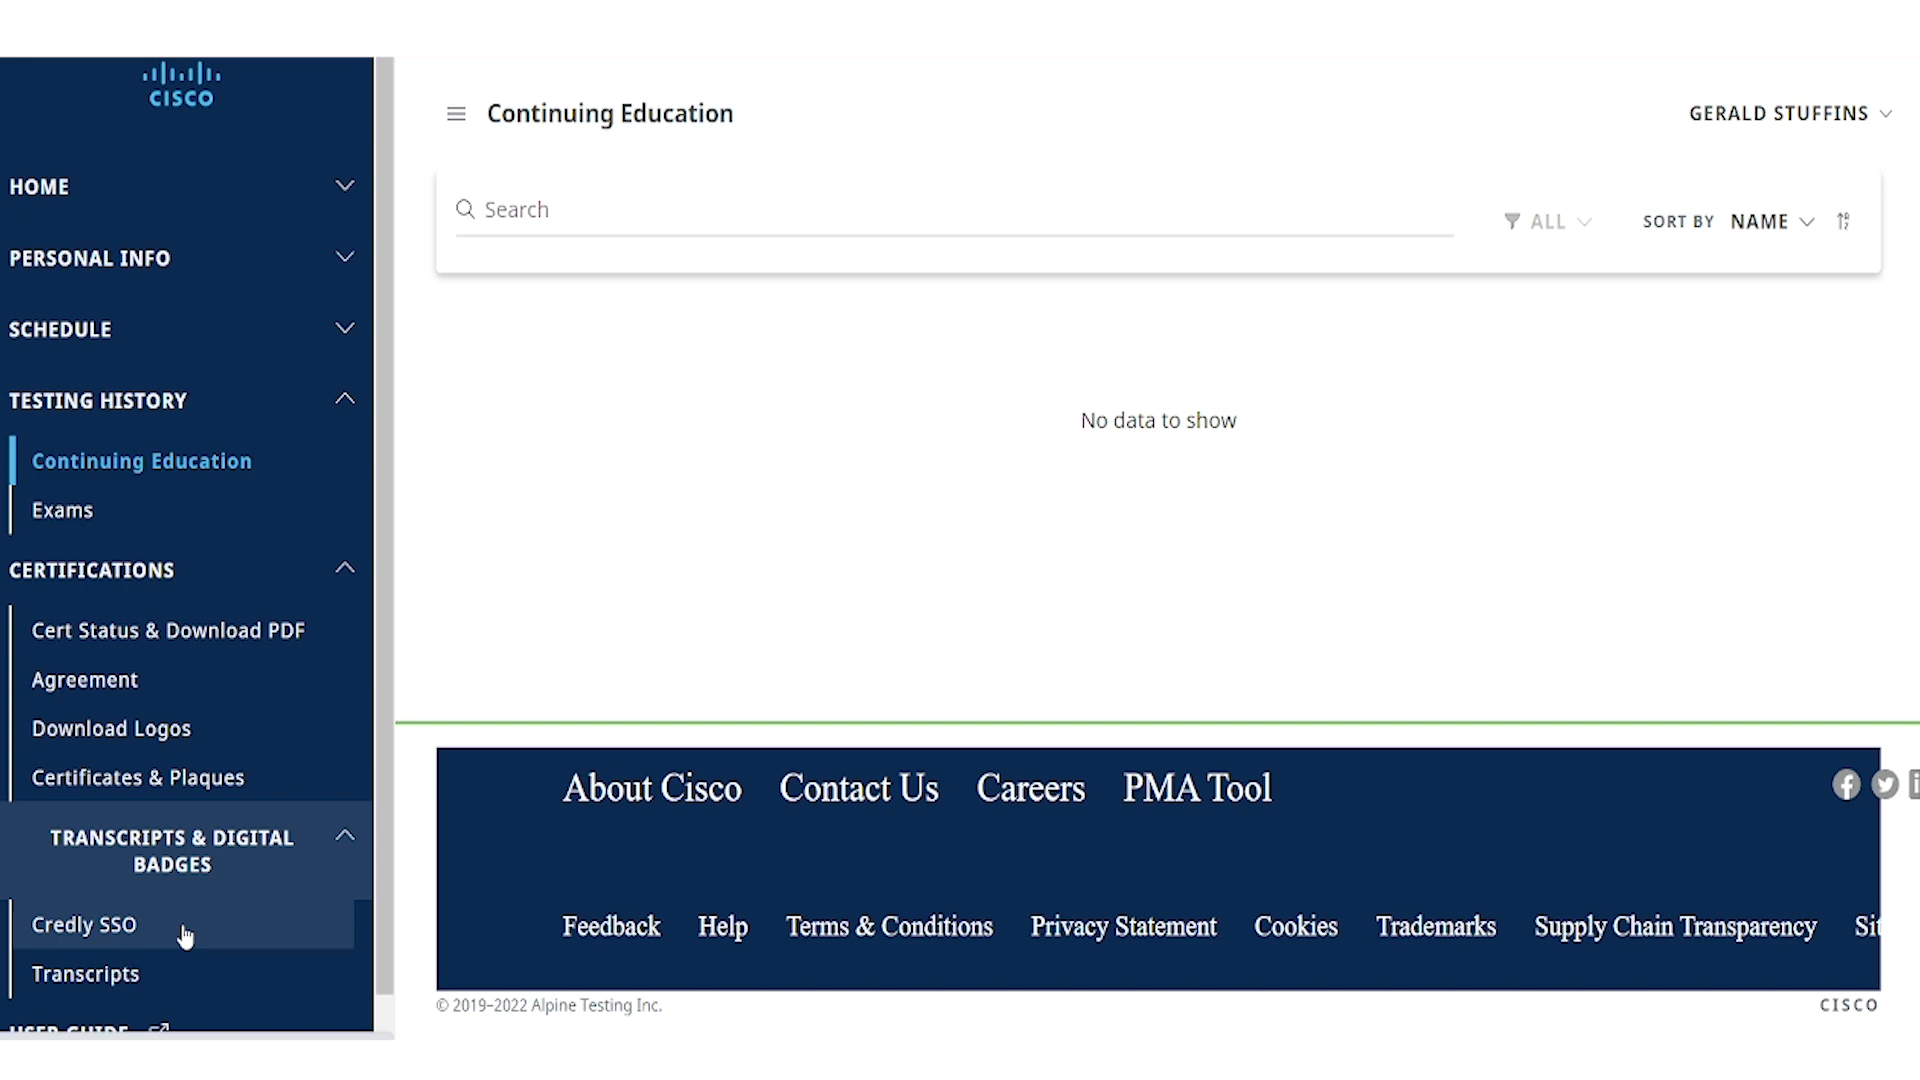 CISCO
HOME
PERSONAL INFO
SCHEDULE
TESTING HISTORY
Continuing Education
Exams
CERTIFICATIONS
Cert Status & Download PDF
Agreement
Download Logos
Certificates & Plaques
TRANSCRIPTS & DIGITAL
BADGES
Credly SSO
Transcripts
USER GUIDE
Continuing Education
GERALD STUFFINS
Search
ALL
SORT BY NAME
No data to show
About Cisco Contact Us Careers PMA Tool
Feedback Help Terms & Conditions Privacy Statement Cookies Trademarks Supply Chain Transparency Sit
© 2019–2022 Alpine Testing Inc.
CISCO